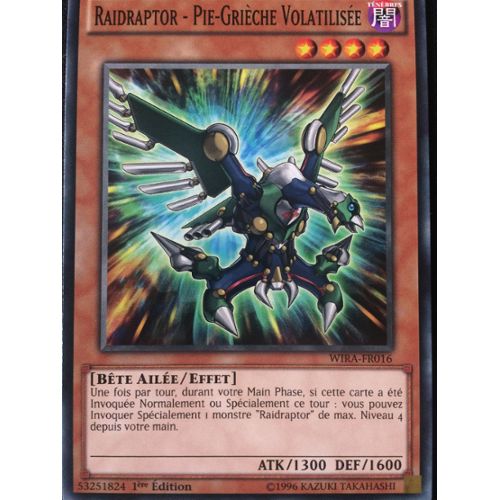 Raidraptor - Pie-Grièche Volatilisée
TÉNÈBRES
闇
WIRA-FR016
[Bête Ailée/Effet]
Une fois par tour, durant votre Main Phase, si cette carte a été
Invoquée Normalement ou Spécialement ce tour : vous pouvez
Invoquer Spécialement 1 monstre "Raidraptor" de max. Niveau 4
depuis votre main.
ATK/1300 DEF/1600
53251824 1ère Édition ©1996 KAZUKI TAKAHASHI